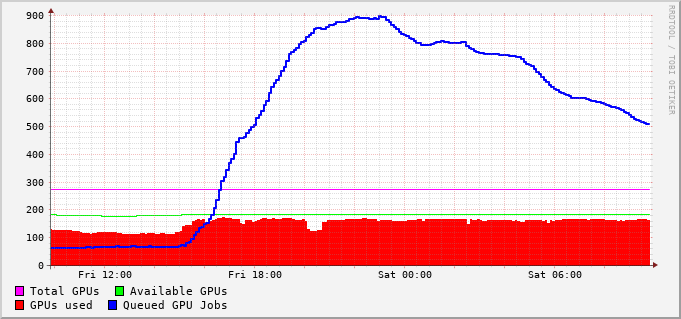 900
800
700
600
500
400
300
200
100
0
Fri 12:00 Fri 18:00 Sat 00:00 Sat 06:00
Total GPUs Available GPUs
GPUs used Queued GPU Jobs
RRDTOOL / TOBI OETIKER